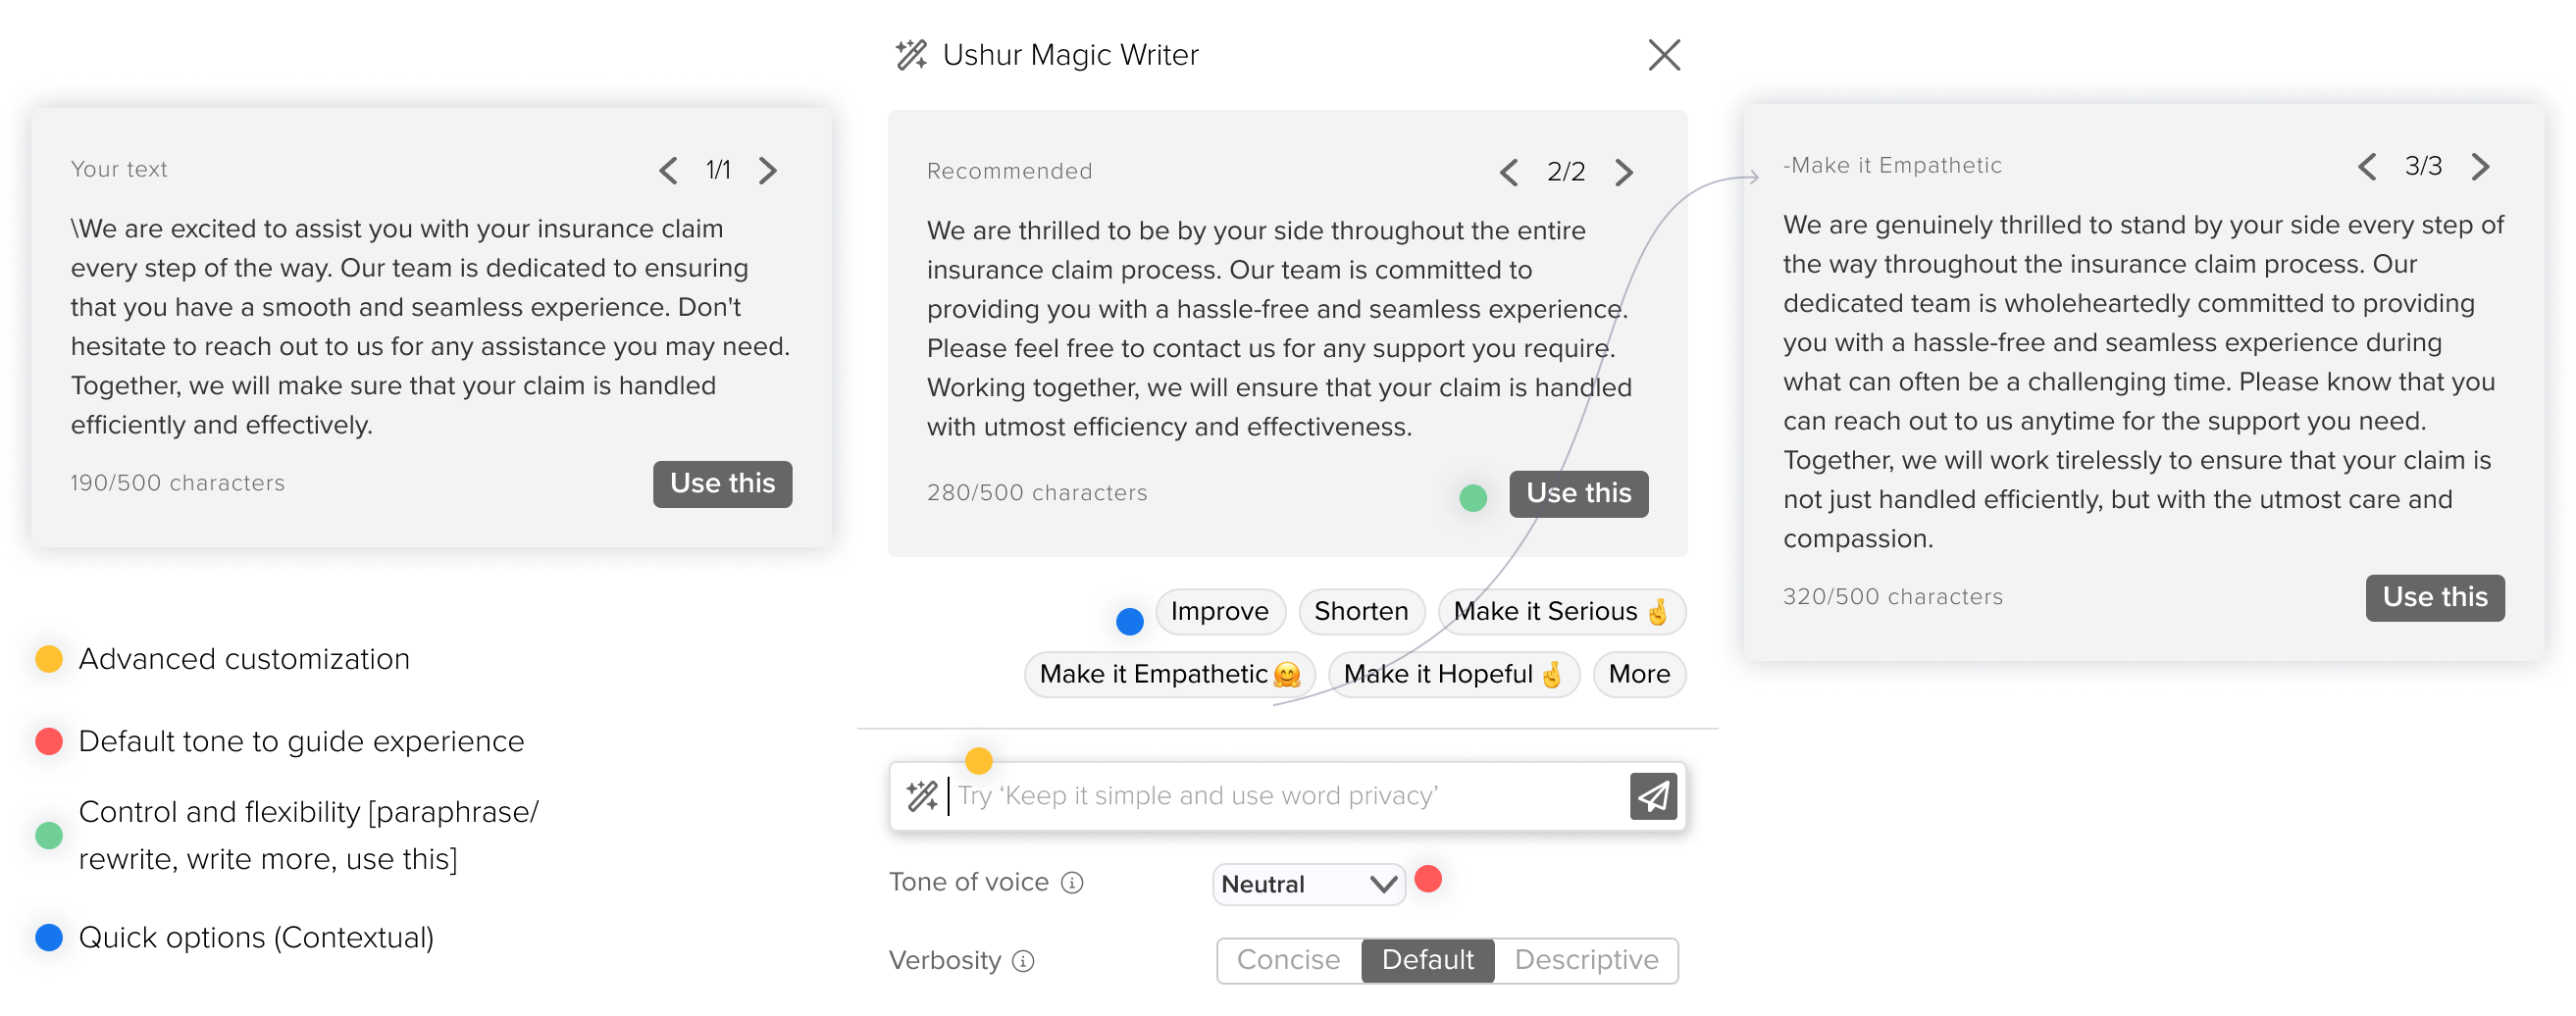 Ushur Magic Writer
Your text
1/1
\We are excited to assist you with your insurance claim
every step of the way. Our team is dedicated to ensuring
that you have a smooth and seamless experience. Don't
hesitate to reach out to us for any assistance you may need.
Together, we will make sure that your claim is handled
efficiently and effectively.
190/500 characters
Use this
Recommended
2/2
We are thrilled to be by your side throughout the entire
insurance claim process. Our team is committed to
providing you with a hassle-free and seamless experience.
Please feel free to contact us for any support you require.
Working together, we will ensure that your claim is handled
with utmost efficiency and effectiveness.
280/500 characters
Use this
-Make it Empathetic
3/3
We are genuinely thrilled to stand by your side every step of
the way throughout the insurance claim process. Our
dedicated team is wholeheartedly committed to providing
you with a hassle-free and seamless experience during
what can often be a challenging time. Please know that you
can reach out to us anytime for the support you need.
Together, we will work tirelessly to ensure that your claim is
not just handled efficiently, but with the utmost care and
compassion.
320/500 characters
Use this
Improve
Shorten
Make it Serious 🤞
Make it Empathetic 🤗
Make it Hopeful 🤞
More
Try ‘Keep it simple and use word privacy’
Tone of voice
Neutral
Verbosity
Concise
Default
Descriptive
Advanced customization
Default tone to guide experience
Control and flexibility [paraphrase/
rewrite, write more, use this]
Quick options (Contextual)